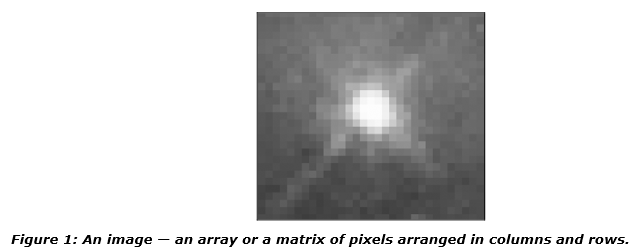 Figure 1: An image — an array or a matrix of pixels arranged in columns and rows.